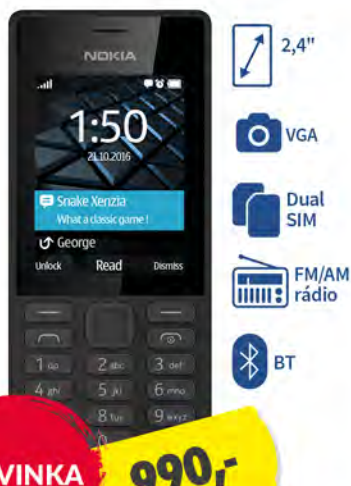 NOKIA
1:50
21.10.2016
Snake Xenzia
What a classic game !
George
Unlock Read Dismiss
1
2 abc
3 def
4 ghi
5 jkl
6 mno
8 tuv
9 wxyz
2,4"
VGA
Dual
SIM
FM/AM
rádio
BT
VINKA
990,-